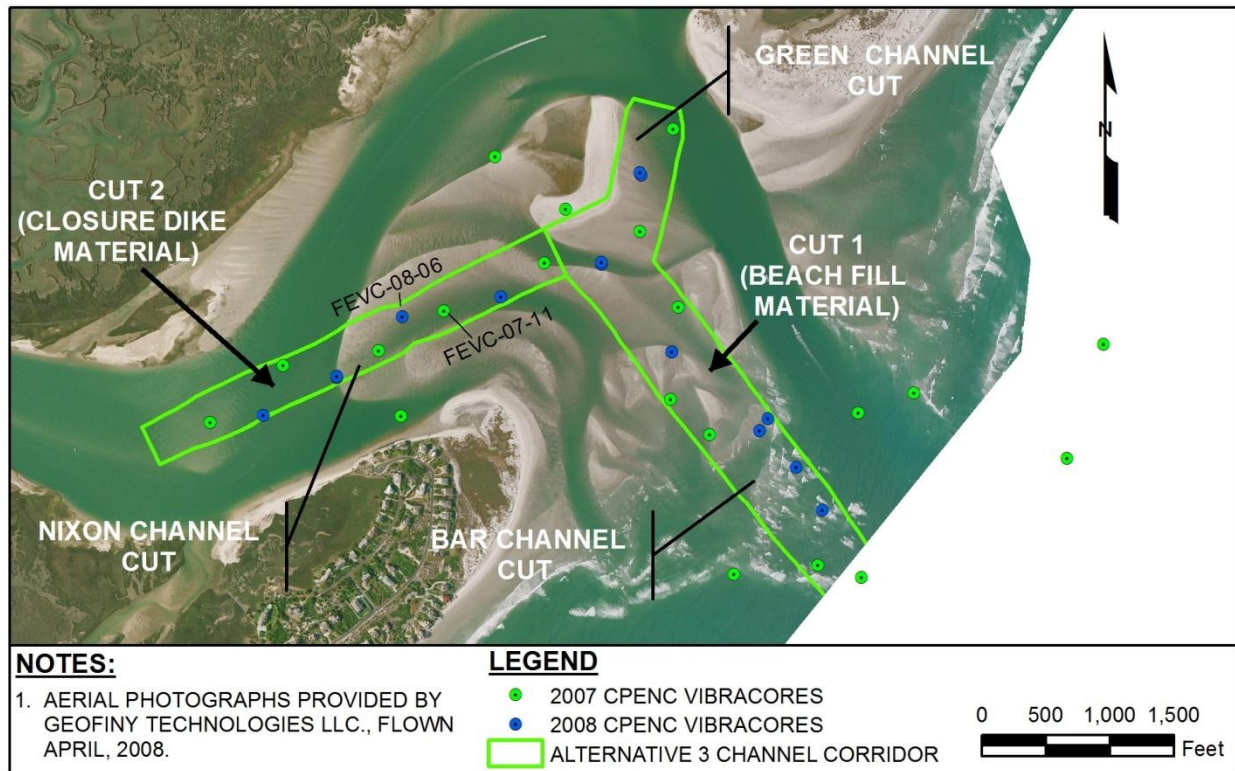 GREEN CHANNEL
CUT
N
CUT 2
(CLOSURE DIKE
MATERIAL)
CUT 1
(BEACH FILL
MATERIAL)
FEVC-08-06
FEVC-07-11
NIXON CHANNEL
CUT
BAR CHANNEL
CUT
NOTES:
1. AERIAL PHOTOGRAPHS PROVIDED BY
GEOFINY TECHNOLOGIES LLC., FLOWN
APRIL, 2008.
LEGEND
2007 CPENC VIBRACORES
2008 CPENC VIBRACORES
ALTERNATIVE 3 CHANNEL CORRIDOR
0 500 1,000 1,500
Feet